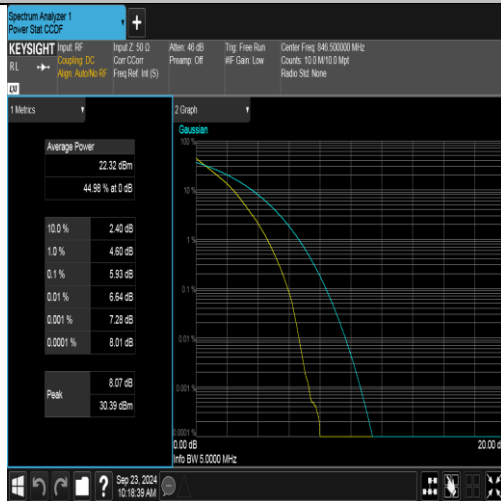 Spectrum Analyzer 1
Power Stat CCDF
KEYSIGHT
RL
Input: RF
Coupling: DC
Align: Auto/No RF
Input Z: 50 Ω
Corr CCorr
Freq Ref: Int (S)
Atten: 46 dB
Preamp: Off
Trig: Free Run
#IF Gain: Low
Center Freq: 846.500000 MHz
Counts: 10.0 M/10.0 Mpt
Radio Std: None
1 Metrics
Average Power
22.32 dBm
44.98 % at 0 dB
10.0 % 2.40 dB
1.0 % 4.60 dB
0.1 % 5.93 dB
0.01 % 6.64 dB
0.001 % 7.28 dB
0.0001 % 8.01 dB
Peak
8.07 dB
30.39 dBm
2 Graph
Gaussian
100 %
10 %
1 %
0.1 %
0.01 %
0.001 %
0.0001 %
0.00 dB
20.00 d
Info BW 5.0000 MHz
Sep 23, 2024
10:18:39 AM